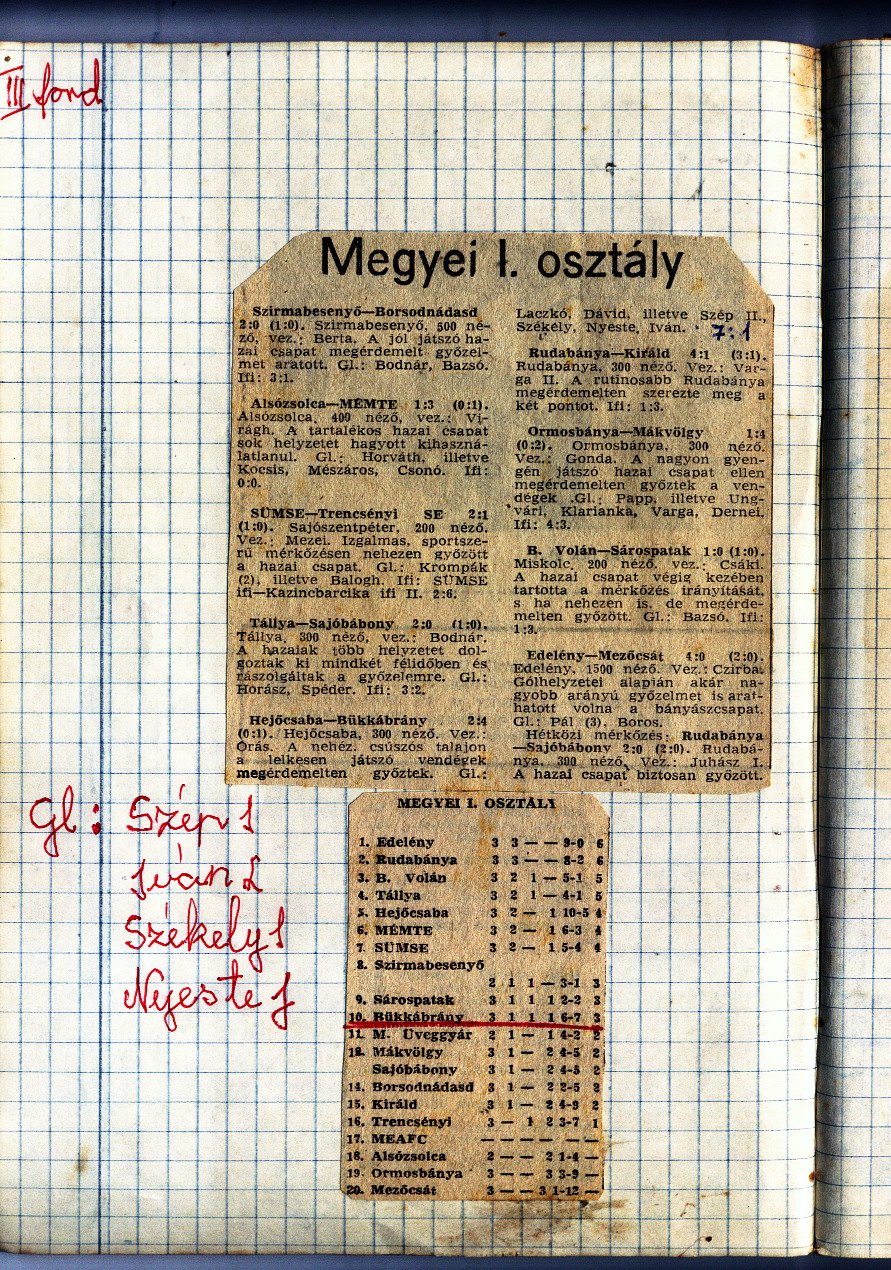 III ford
Megyei I. osztály
Szirmabesenyő—Borsodnádasd
2:0 (1:0). Szirmabesenyő, 500 né-
ző, vez.: Berta. A jól játszó ha-
zai csapat megérdemelt győzel-
met aratott. Gl.: Bodnár, Bazsó.
Ifi: 3:1.
Alsózsolca—MÉMTE 1:3 (0:1).
Alsózsolca, 400 néző, vez.: Vi-
rágh. A tartalékos hazai csapat
sok helyzetet hagyott kihaszná-
latlanul. Gl.: Horváth, illetve
Kocsis, Mészáros, Csonó. Ifi:
0:0.
SÜMSE—Trencsényi SE 2:1
(1:0). Sajószentpéter, 200 néző.
Vez.: Mezei. Izgalmas, sportsze-
rű mérkőzésen nehezen győzött
a hazai csapat. Gl.: Krompák
(2), illetve Balogh. Ifi: SÜMSE
ifi—Kazincbarcika ifi II. 2:6.
Tállya—Sajóbábony 2:0 (1:0).
Tállya, 300 néző, vez.: Bodnár.
A hazaiak több helyzetet dol-
goztak ki mindkét félidőben és
rászolgáltak a győzelemre. Gl.:
Horász, Spéder. Ifi: 3:2.
Hejőcsaba—Bükkábrány 2:4
(0:1). Hejőcsaba, 300 néző. Vez.:
Órás. A nehéz, csúszós talajon
a lelkesen játszó vendégek
megérdemelten győztek. Gl.:
Laczkó, Dávid, illetve Szép II.,
Székely, Nyeste, Iván. 7:1
Rudabánya—Királd 4:1 (3:1).
Rudabánya, 300 néző. Vez.: Var-
ga II. A rutinosabb Rudabánya
megérdemelten szerezte meg a
két pontot. Ifi: 1:3.
Ormosbánya—Mákvölgy 1:4
(0:2). Ormosbánya, 300 néző.
Vez.: Gonda. A nagyon gyen-
gén játszó hazai csapat ellen
megérdemelten győztek a ven-
dégek .Gl.: Papp, illetve Ung-
vári, Klarianka, Varga, Dernei.
Ifi: 4:3.
B. Volán—Sárospatak 1:0 (1:0).
Miskolc, 200 néző, vez.: Csáki.
A hazai csapat végig kezében
tartotta a mérkőzés irányítását,
s ha nehezen is, de megérde-
melten győzött. Gl.: Bazsó. Ifi:
1:3.
Edelény—Mezőcsát 4:0 (2:0).
Edelény, 1500 néző. Vez.: Czirba.
Gólhelyzetei alapján akár na-
gyobb arányú győzelmet is arat-
hatott volna a bányászcsapat.
Gl.: Pál (3), Boros.
Hétközi mérkőzés: Rudabánya
—Sajóbábony 2:0 (2:0). Rudabá-
nya, 300 néző, Vez.: Juhász I.
A hazai csapat biztosan győzött.
Gl: Szép 1
Iván 2
Székely 1
Nyeste 1
MEGYEI I. OSZTÁLY
1. Edelény 3 3 — — 9-0 6
2. Rudabánya 3 3 — — 8-2 6
3. B. Volán 3 2 1 — 5-1 5
4. Tállya 3 2 1 — 4-1 5
5. Hejőcsaba 3 2 — 1 10-5 4
6. MÉMTE 3 2 — 1 6-3 4
7. SÜMSE 3 2 — 1 5-4 4
8. Szirmabesenyő
2 1 1 — 3-1 3
9. Sárospatak 3 1 1 1 2-2 3
10. Bükkábrány 3 1 1 1 6-7 3
11. M. Üveggyár 2 1 — 1 4-2 2
12. Mákvölgy 3 1 — 2 4-5 2
Sajóbábony 3 1 — 2 4-5 2
14. Borsodnádasd 3 1 — 2 2-5 2
15. Királd 3 1 — 2 4-9 2
16. Trencsényi 3 — 1 2 3-7 1
17. MEAFC — — — — — —
18. Alsózsolca 2 — — 2 1-4 —
19. Ormosbánya 3 — — 3 3-9 —
20. Mezőcsát 3 — — 3 1-12 —